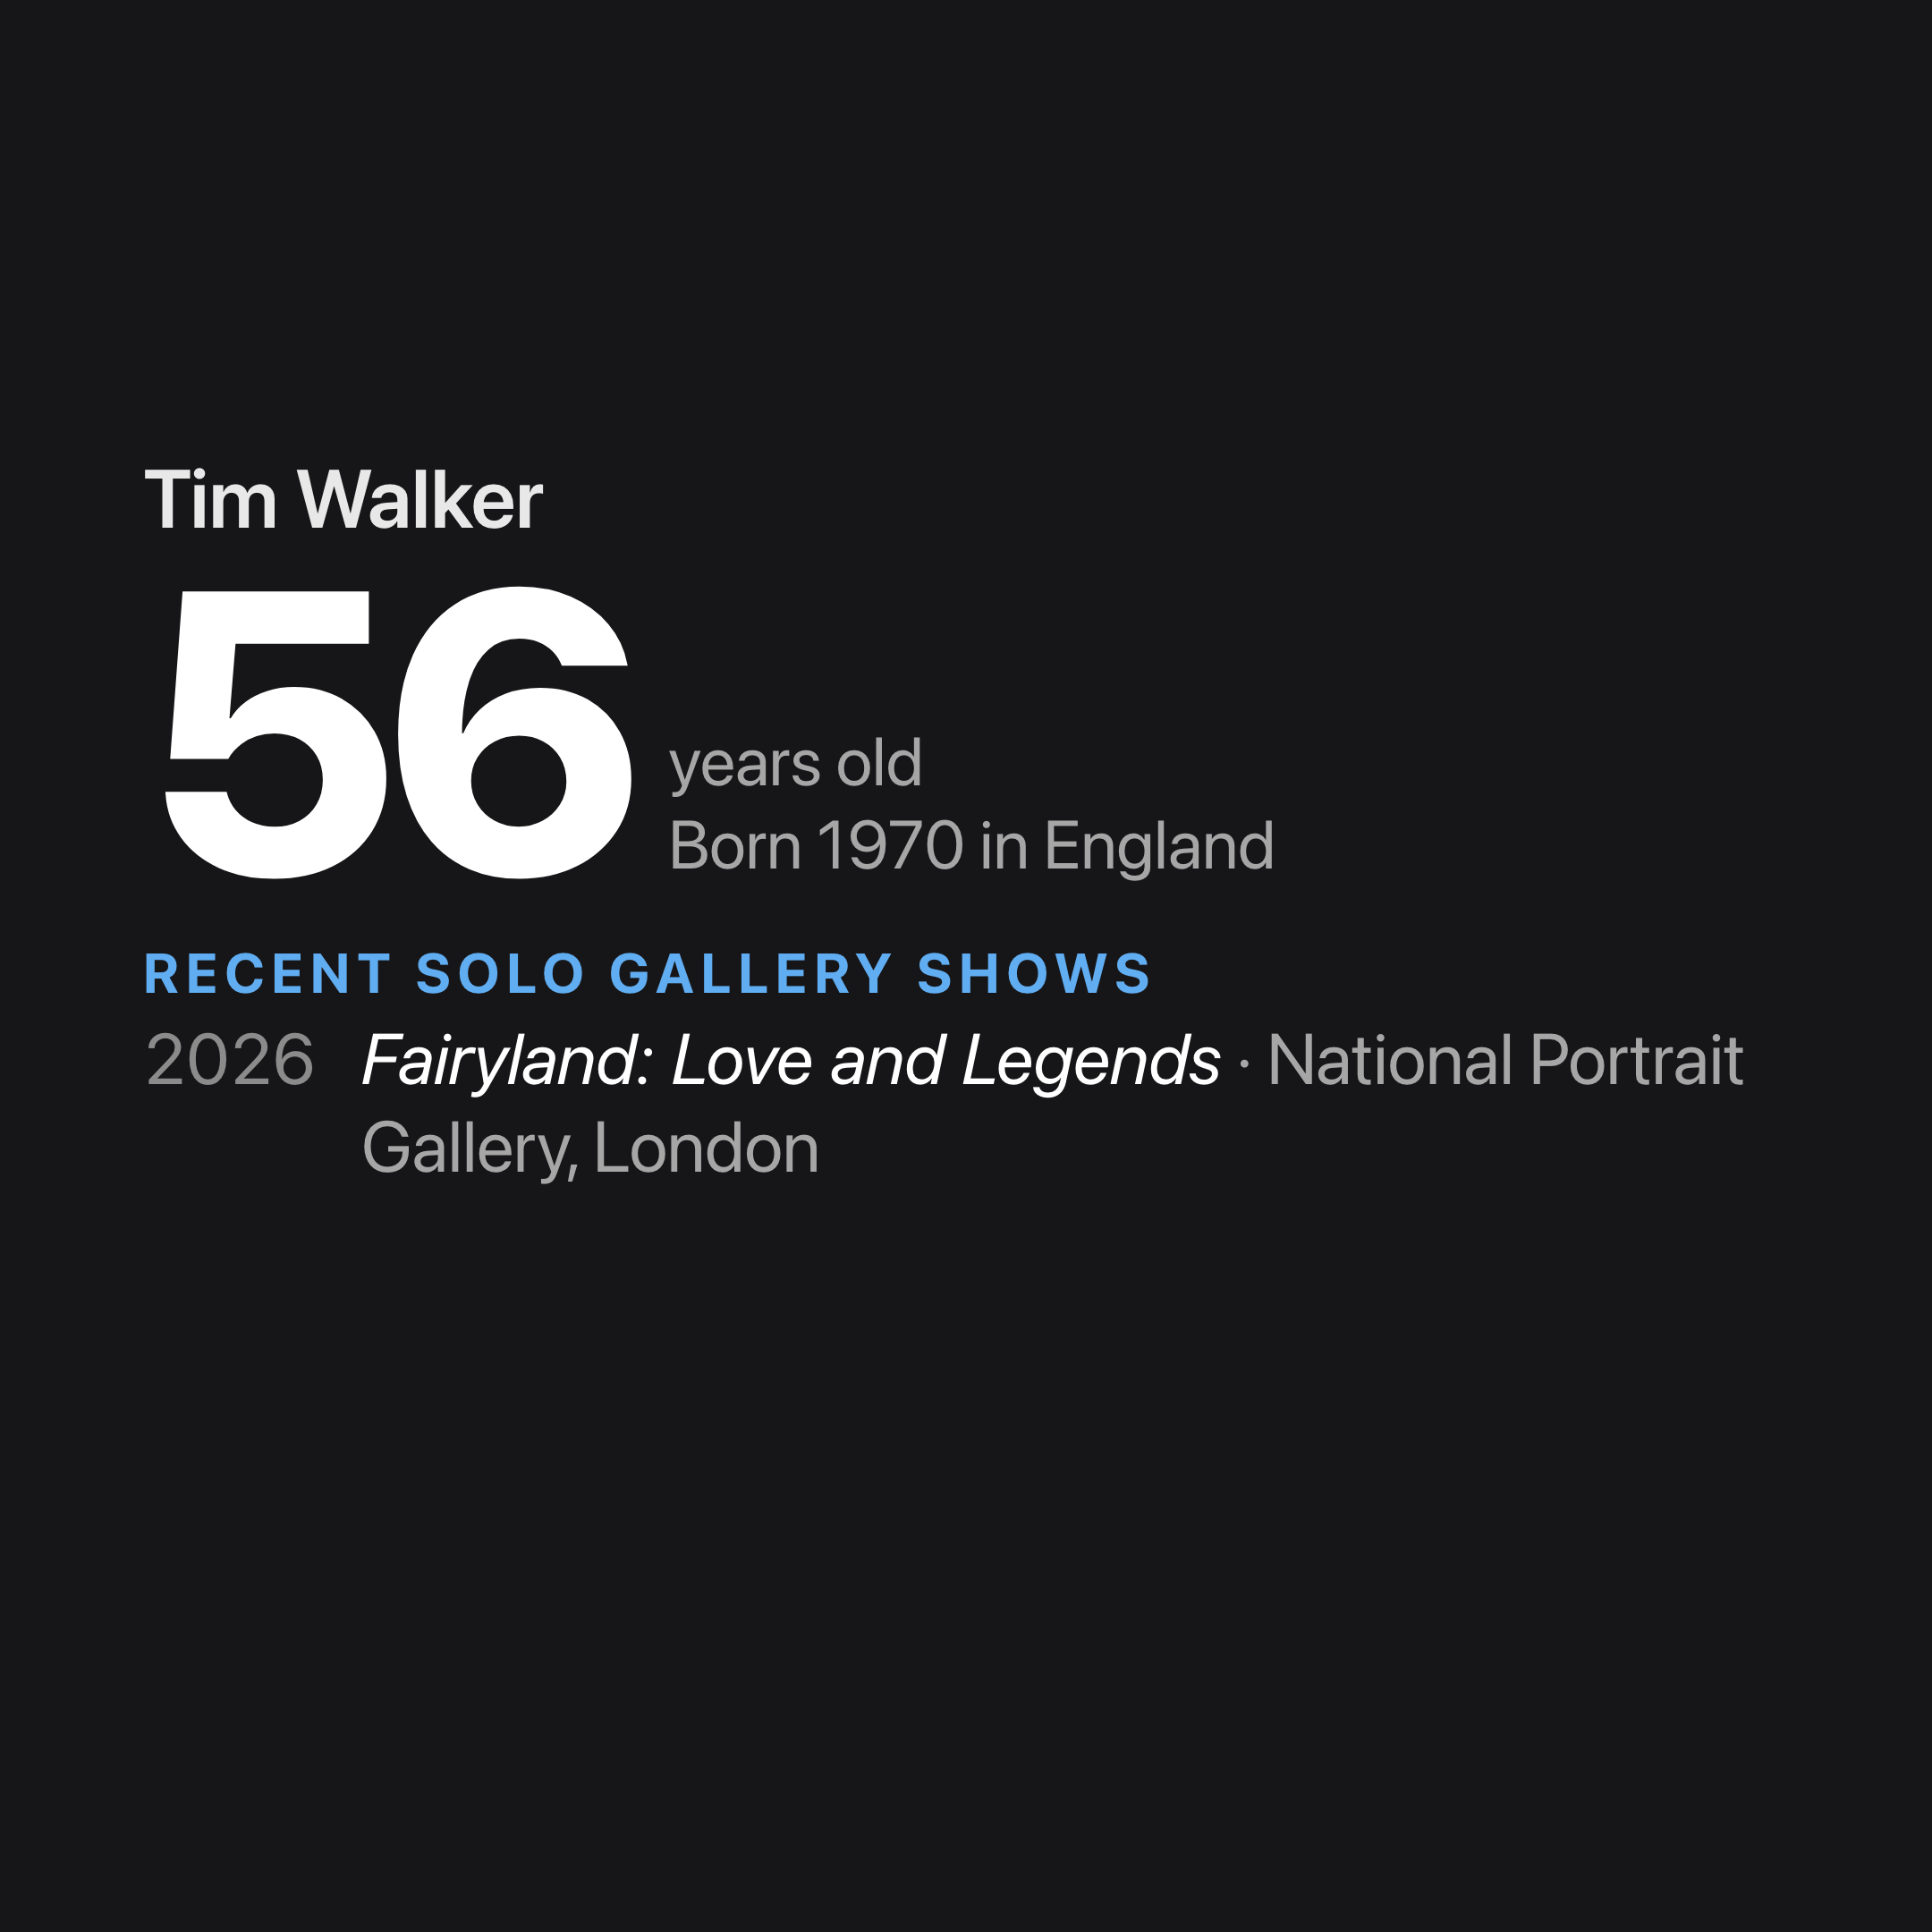 Tim Walker
56
years old
Born 1970 in England
RECENT SOLO GALLERY SHOWS
2026 Fairyland: Love and Legends · National Portrait
Gallery, London